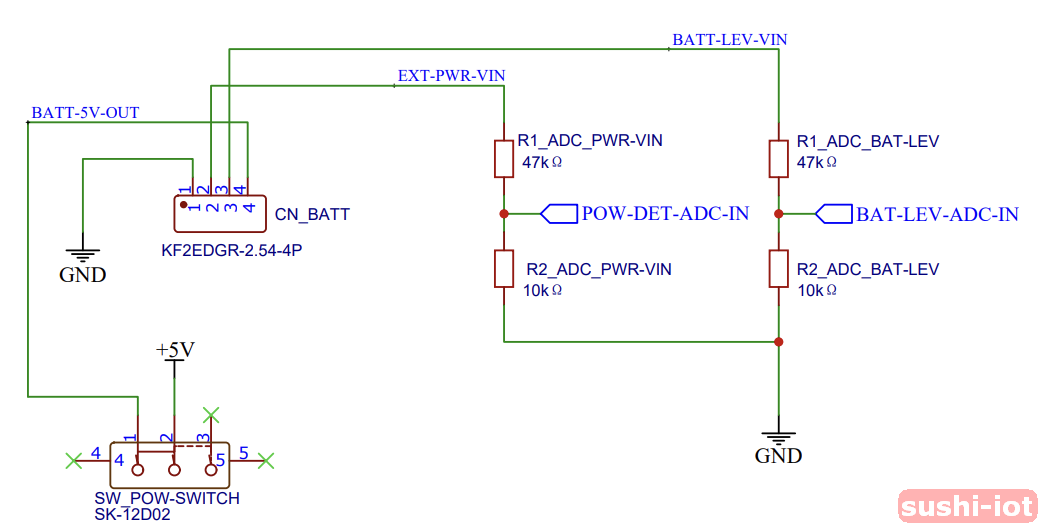 BATT-LEV-VIN
EXT-PWR-VIN
BATT-5V-OUT
R1_ADC_PWR-VIN
47kΩ
R1_ADC_BAT-LEV
47kΩ
1 2 3 4
1 2 3 4
CN_BATT
KF2EDGR-2.54-4P
POW-DET-ADC-IN
BAT-LEV-ADC-IN
GND
R2_ADC_PWR-VIN
10kΩ
R2_ADC_BAT-LEV
10kΩ
+5V
1 2 3
4 4 5 5
GND
SW_POW-SWITCH
SK-12D02
sushi-iot